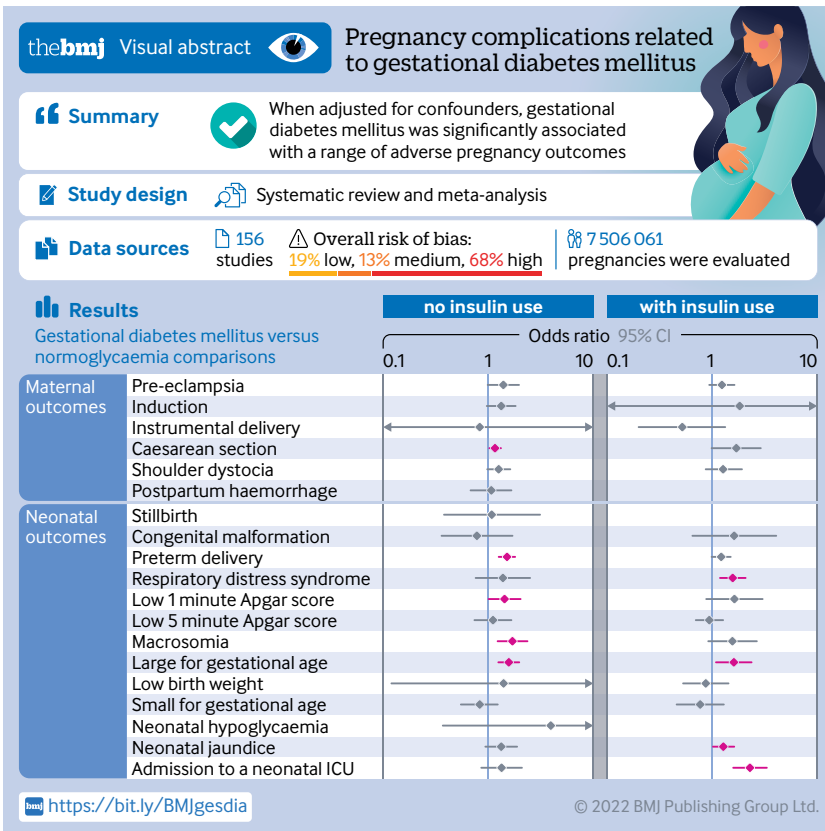 thebmj Visual abstract
Pregnancy complications related
to gestational diabetes mellitus
Summary
When adjusted for confounders, gestational
diabetes mellitus was significantly associated
with a range of adverse pregnancy outcomes
Study design
Systematic review and meta-analysis
Data sources
156
studies
Overall risk of bias:
19% low, 13% medium, 68% high
7 506 061
pregnancies were evaluated
Results
Gestational diabetes mellitus versus
normoglycaemia comparisons
no insulin use
with insulin use
Odds ratio 95% CI
0.1 1 10 0.1 1 10
Maternal
outcomes
Pre-eclampsia
Induction
Instrumental delivery
Caesarean section
Shoulder dystocia
Postpartum haemorrhage
Neonatal
outcomes
Stillbirth
Congenital malformation
Preterm delivery
Respiratory distress syndrome
Low 1 minute Apgar score
Low 5 minute Apgar score
Macrosomia
Large for gestational age
Low birth weight
Small for gestational age
Neonatal hypoglycaemia
Neonatal jaundice
Admission to a neonatal ICU
bmj https://bit.ly/BMJgesdia
© 2022 BMJ Publishing Group Ltd.